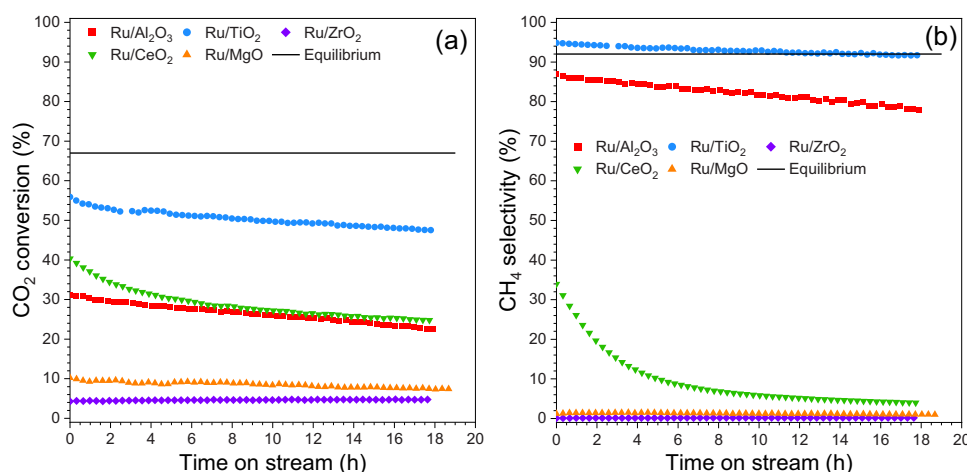 (a)
Ru/Al₂O₃ Ru/TiO₂ Ru/ZrO₂
Ru/CeO₂ Ru/MgO Equilibrium
CO₂ conversion (%)
100
90
80
70
60
50
40
30
20
10
0
0 2 4 6 8 10 12 14 16 18 20
Time on stream (h)
(b)
Ru/Al₂O₃ Ru/TiO₂ Ru/ZrO₂
Ru/CeO₂ Ru/MgO Equilibrium
CH₄ selectivity (%)
100
90
80
70
60
50
40
30
20
10
0
0 2 4 6 8 10 12 14 16 18 20
Time on stream (h)